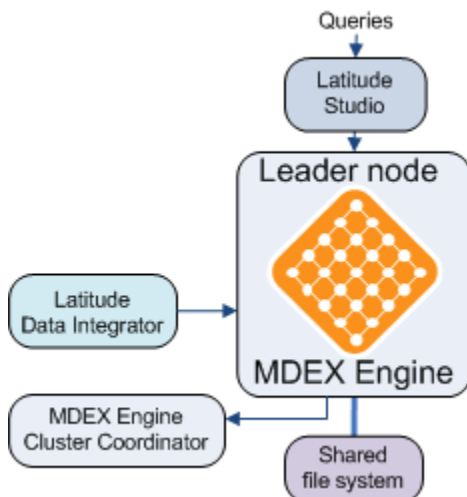 Queries
Latitude
Studio
Leader node
Latitude
Data Integrator
MDEX Engine
MDEX Engine
Cluster Coordinator
Shared
file system